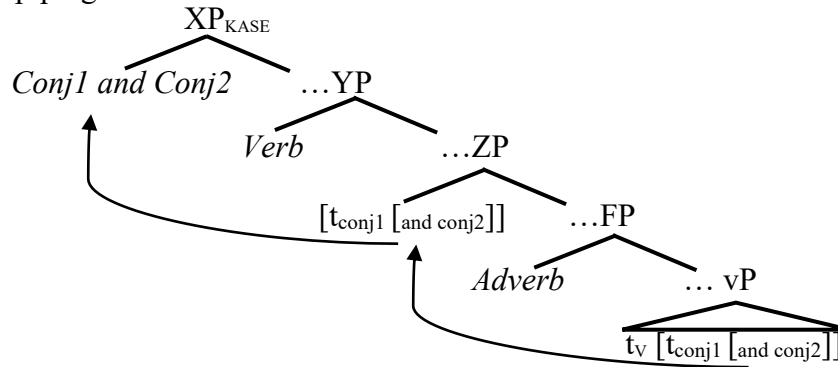 XP_KASE
Conj1 and Conj2 …YP
Verb …ZP
[t_conj1 [and conj2]] …FP
Adverb … vP
t_V [t_conj1 [and conj2]]